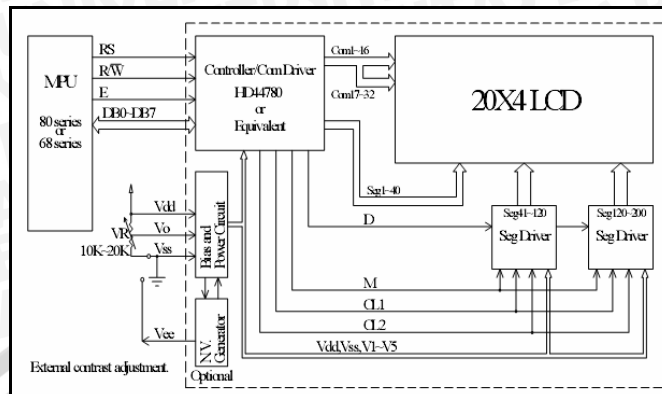 RS
R/W
E
DB0~DB7
MPU
80 series
or
68 series
Controller/Com Driver
HD44780
or
Equivalent
Com1~16
Com17~32
20X4 LCD
Seg1~40
Vdd
Vo
Vss
VR
10K~20K
Bias and
Power Circuit
D
Seg41~120
Seg Driver
Seg120~200
Seg Driver
M
CL1
CL2
Vdd,Vss,V1~V5
Vee
N.V.
Generator
Optional
External contrast adjustment.